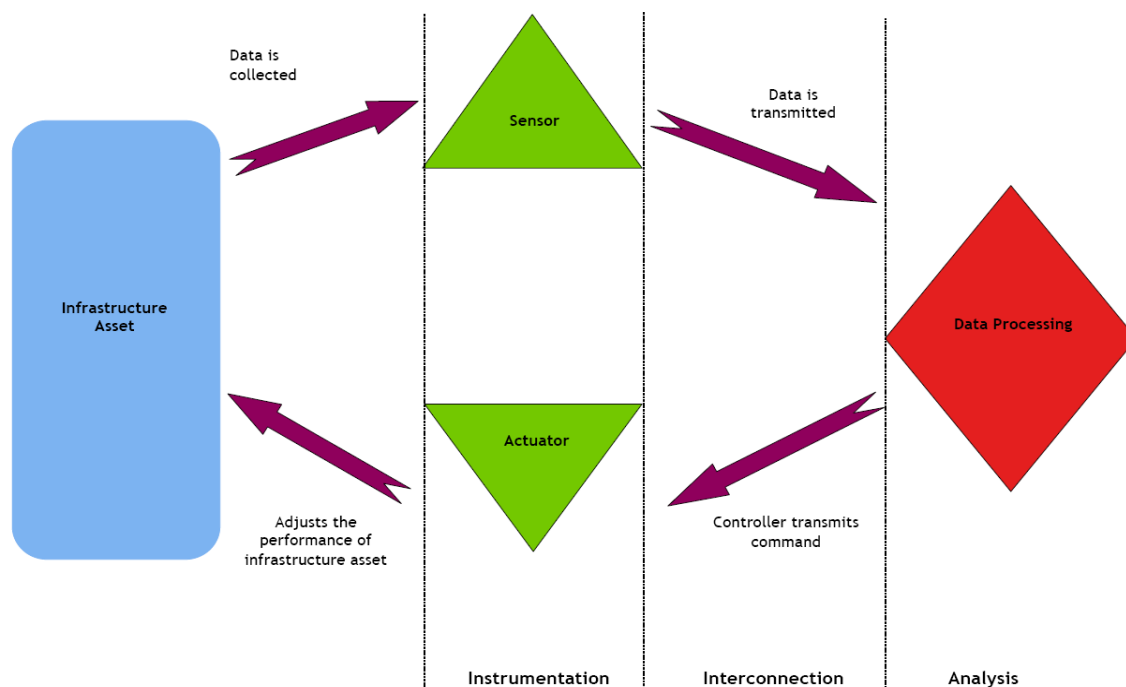 Data is
collected
Sensor
Data is
transmitted
Infrastructure
Asset
Data Processing
Actuator
Adjusts the
performance of
infrastructure asset
Controller transmits
command
Instrumentation
Interconnection
Analysis